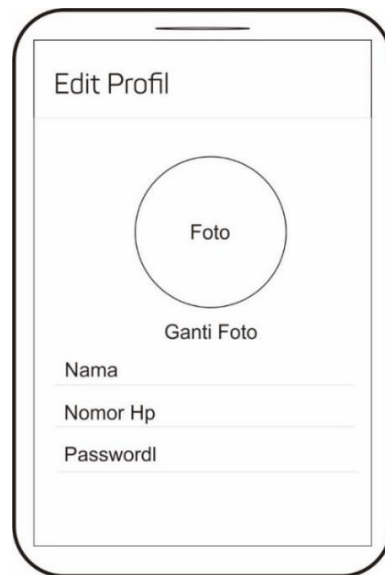 Edit Profil
Foto
Ganti Foto
Nama
Nomor Hp
Passwordl